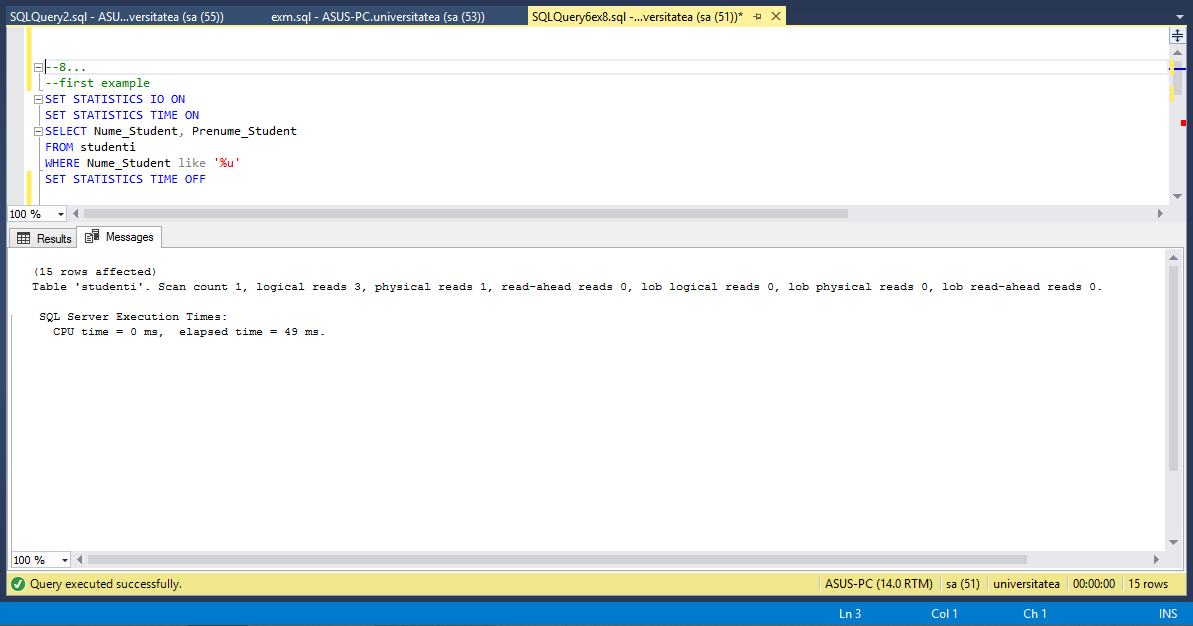 SQLQuery2.sql - ASU...versitatea (sa (55))
exm.sql - ASUS-PC.universitatea (sa (53))
SQLQuery6ex8.sql -...versitatea (sa (51))*
--8...
--first example
SET STATISTICS IO ON
SET STATISTICS TIME ON
SELECT Nume_Student, Prenume_Student
FROM studenti
WHERE Nume_Student like '%u'
SET STATISTICS TIME OFF
100 %
Results
Messages
(15 rows affected)
Table 'studenti'. Scan count 1, logical reads 3, physical reads 1, read-ahead reads 0, lob logical reads 0, lob physical reads 0, lob read-ahead reads 0.
SQL Server Execution Times:
CPU time = 0 ms,  elapsed time = 49 ms.
100 %
Query executed successfully.
ASUS-PC (14.0 RTM)
sa (51)
universitatea
00:00:00
15 rows
Ln 3
Col 1
Ch 1
INS